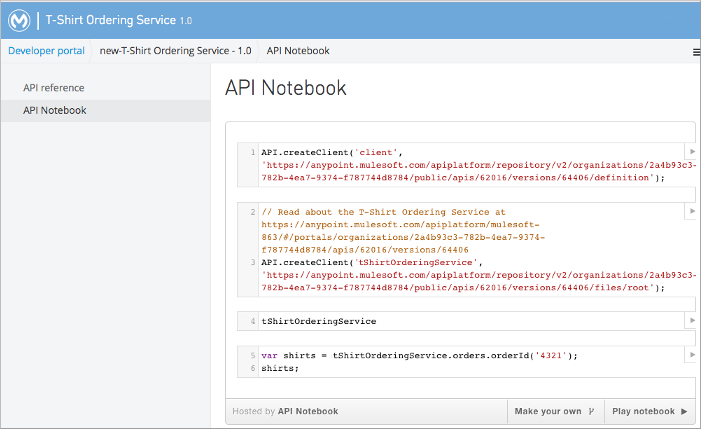 T-Shirt Ordering Service 1.0
Developer portal new-T-Shirt Ordering Service - 1.0 API Notebook
API reference
API Notebook
API Notebook
1 API.createClient('client',
'https://anypoint.mulesoft.com/apiplatform/repository/v2/organizations/2a4b93c3-
782b-4ea7-9374-f787744d8784/public/apis/62016/versions/64406/definition');
2 // Read about the T-Shirt Ordering Service at
https://anypoint.mulesoft.com/apiplatform/mulesoft-
863/#/portals/organizations/2a4b93c3-782b-4ea7-9374-
f787744d8784/apis/62016/versions/64406
3 API.createClient('tShirtOrderingService',
'https://anypoint.mulesoft.com/apiplatform/repository/v2/organizations/2a4b93c3-
782b-4ea7-9374-f787744d8784/public/apis/62016/versions/64406/files/root');
4 tShirtOrderingService
5 var shirts = tShirtOrderingService.orders.orderId('4321');
6 shirts;
Hosted by API Notebook Make your own Play notebook